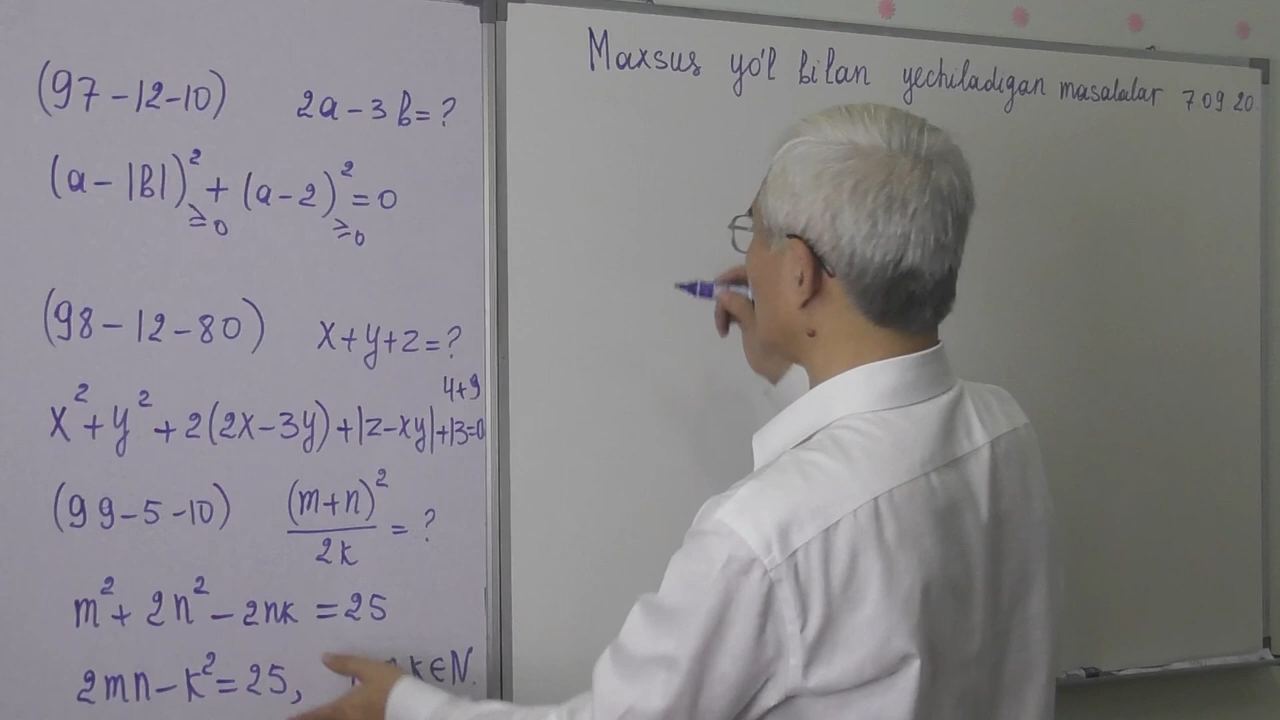 (97-12-10) 2a-3b=?
(a-|B|)²+(a-2)²=0
≥0 ≥0
(98-12-80) x+y+z=?
4+9
x²+y²+2(2x-3y)+|z-xy|+13=0
(99-5-10) (m+n)²/2k = ?
m²+2n²-2nk=25
2mn-k²=25, k∈N.
Maxsus yo'l bilan yechiladigan masalalar 7 09 20